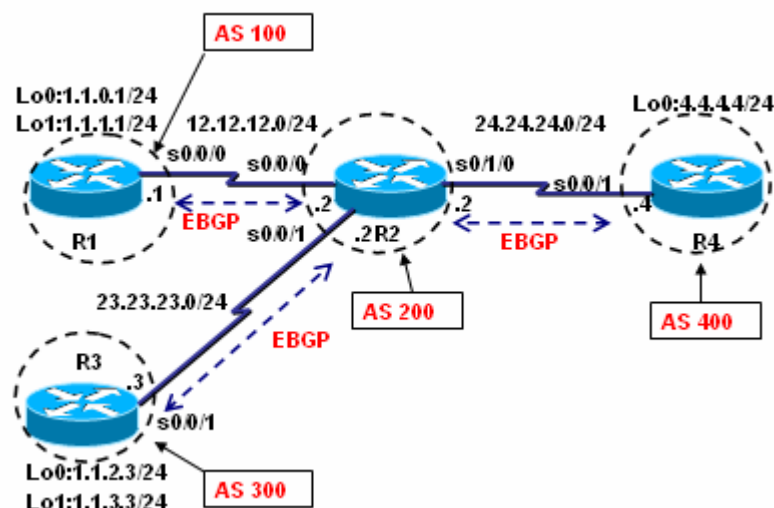 AS 100
Lo0:1.1.0.1/24
Lo1:1.1.1.1/24
12.12.12.0/24
24.24.24.0/24
Lo0:4.4.4.4/24
s0/0/0
s0/0/0
s0/1/0
s0/0/1
.1
.2
.2
.4
R1
EBGP
s0/0/1
.2R2
EBGP
R4
23.23.23.0/24
EBGP
AS 200
AS 400
R3
.3
s0/0/1
Lo0:1.1.2.3/24
Lo1:1.1.3.3/24
AS 300